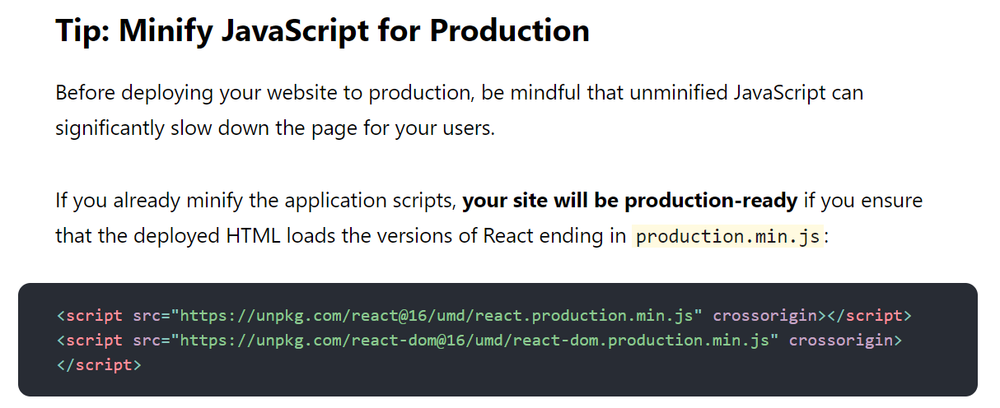 Tip: Minify JavaScript for Production
Before deploying your website to production, be mindful that unminified JavaScript can
significantly slow down the page for your users.
If you already minify the application scripts, your site will be production-ready if you ensure
that the deployed HTML loads the versions of React ending in production.min.js:
<script src="https://unpkg.com/react@16/umd/react.production.min.js" crossorigin></script>
<script src="https://unpkg.com/react-dom@16/umd/react-dom.production.min.js" crossorigin>
</script>